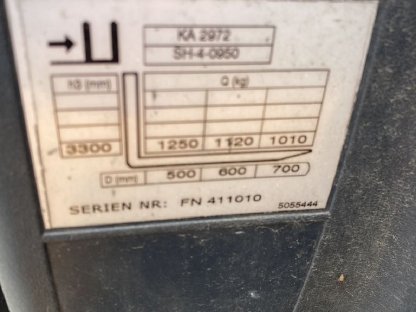 KA 2972
SH-4-0950
h3 (mm) Q (kg)
3300 1250 1120 1010
D (mm) 500 600 700
SERIEN NR: FN 411010
5055444